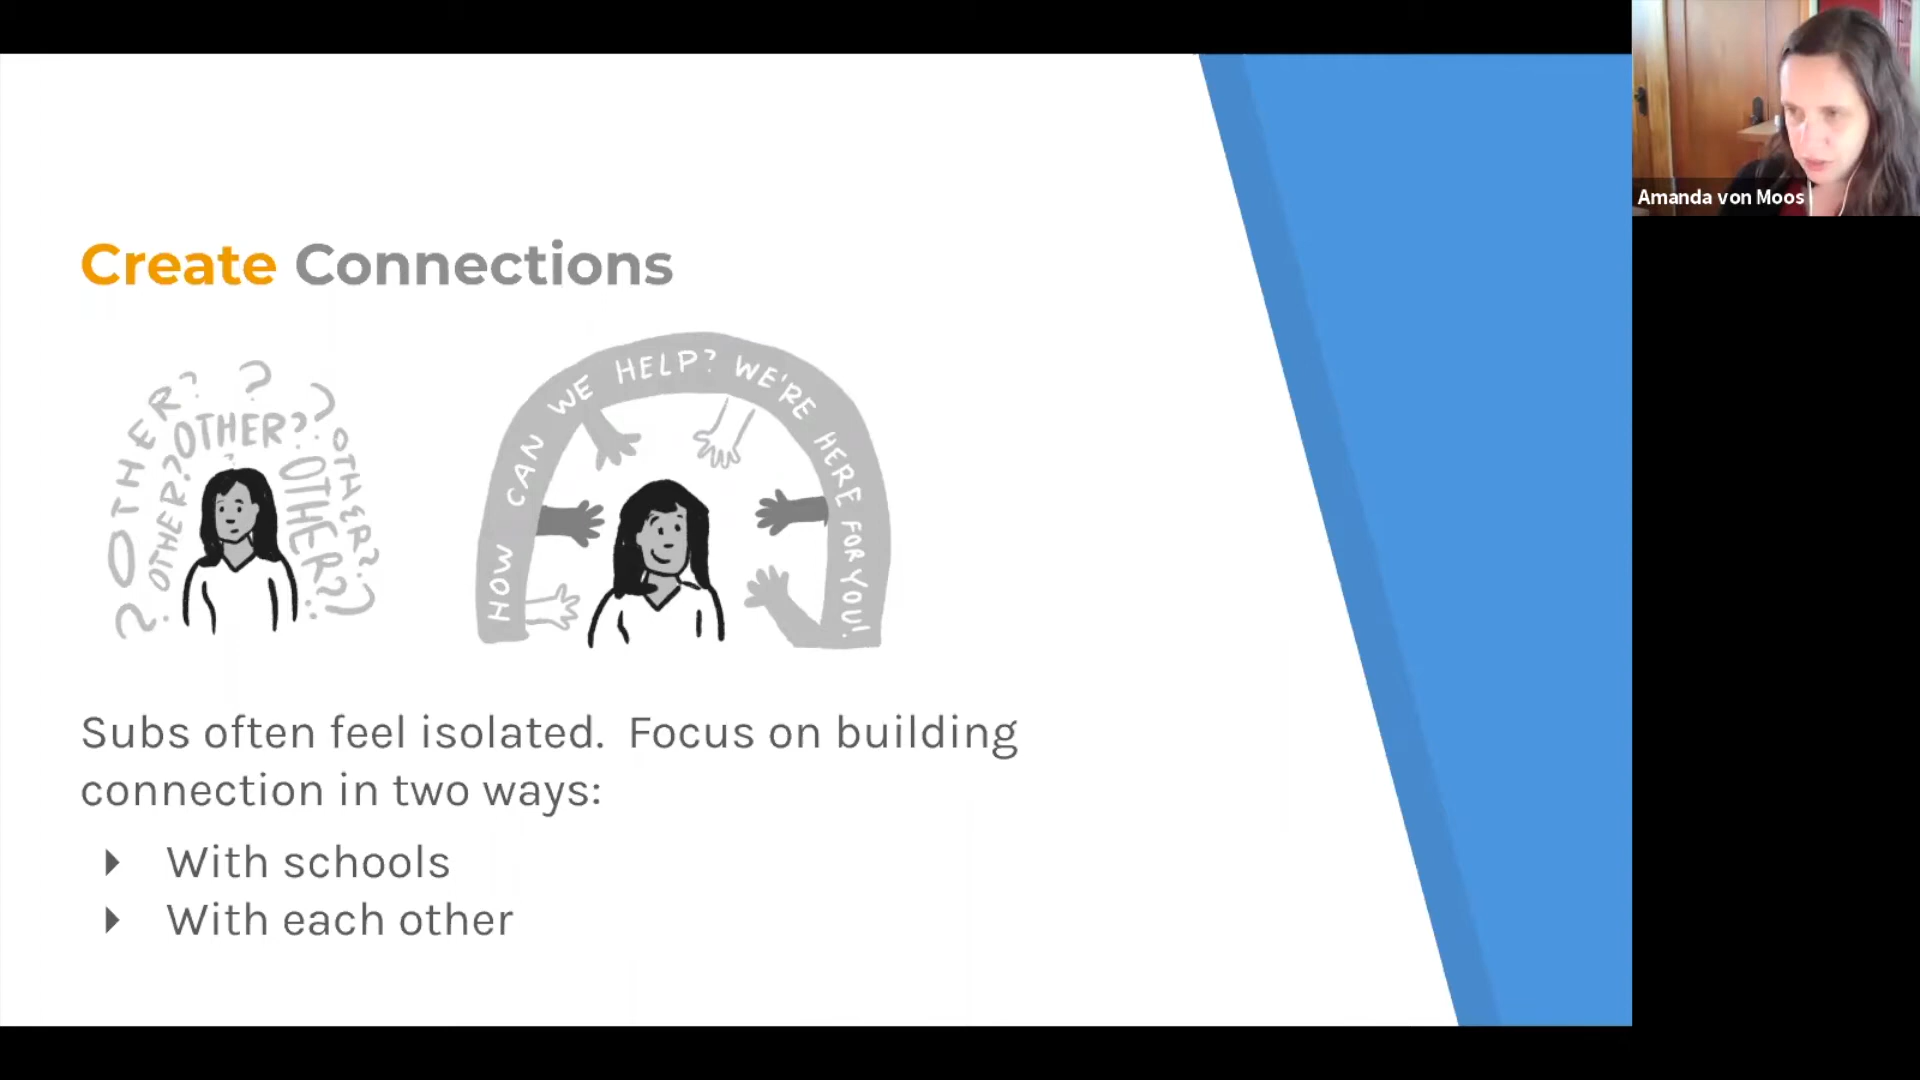 Amanda von Moos
Create Connections
OTHER? ?
OTHER? ?
OTHER?
OTHER?
OTHER?
?
HOW CAN WE HELP? WE'RE HERE FOR YOU!
Subs often feel isolated. Focus on building
connection in two ways:
With schools
With each other